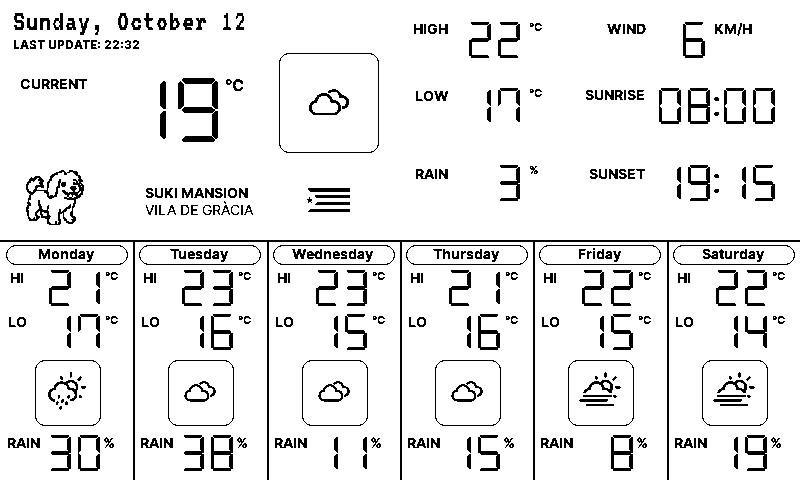 Sunday, October 12
LAST UPDATE: 22:32
CURRENT 19 °C
HIGH 22 °C
WIND 6 KM/H
LOW 17 °C
SUNRISE 08:00
RAIN 3 %
SUNSET 19:15
SUKI MANSION
VILA DE GRÀCIA
Monday
HI 21 °C
LO 17 °C
RAIN 30 %
Tuesday
HI 23 °C
LO 16 °C
RAIN 38 %
Wednesday
HI 23 °C
LO 15 °C
RAIN 11 %
Thursday
HI 21 °C
LO 16 °C
RAIN 15 %
Friday
HI 22 °C
LO 15 °C
RAIN 8 %
Saturday
HI 22 °C
LO 14 °C
RAIN 19 %